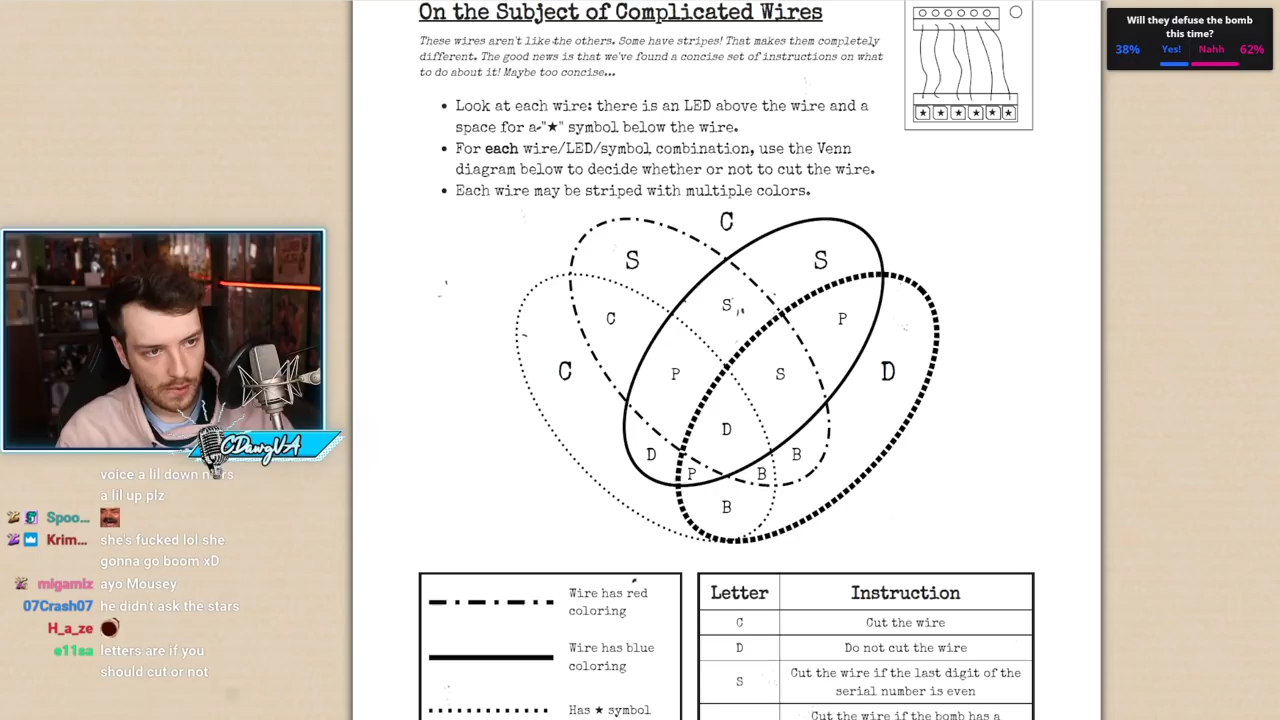 On the Subject of Complicated Wires
These wires aren't like the others. Some have stripes! That makes them completely
different. The good news is that we've found a concise set of instructions on what
to do about it! Maybe too concise...
Look at each wire: there is an LED above the wire and a
space for a "★" symbol below the wire.
For each wire/LED/symbol combination, use the Venn
diagram below to decide whether or not to cut the wire.
Each wire may be striped with multiple colors.
Will they defuse the bomb
this time?
38% Yes! Nahh 62%
C
S S
S
C P
C P S D
D
D B
P B
B
Wire has red
coloring
Wire has blue
coloring
Has ★ symbol
Letter Instruction
C Cut the wire
D Do not cut the wire
S Cut the wire if the last digit of the
serial number is even
Cut the wire if the bomb has a
CDawgVA
a lil up plz
Spoo...
Krim... she's fucked lol she
gonna go boom xD
migamiz ayo Mousey
07Crash07 he didn't ask the stars
H_a_ze
e11sa letters are if you
should cut or not